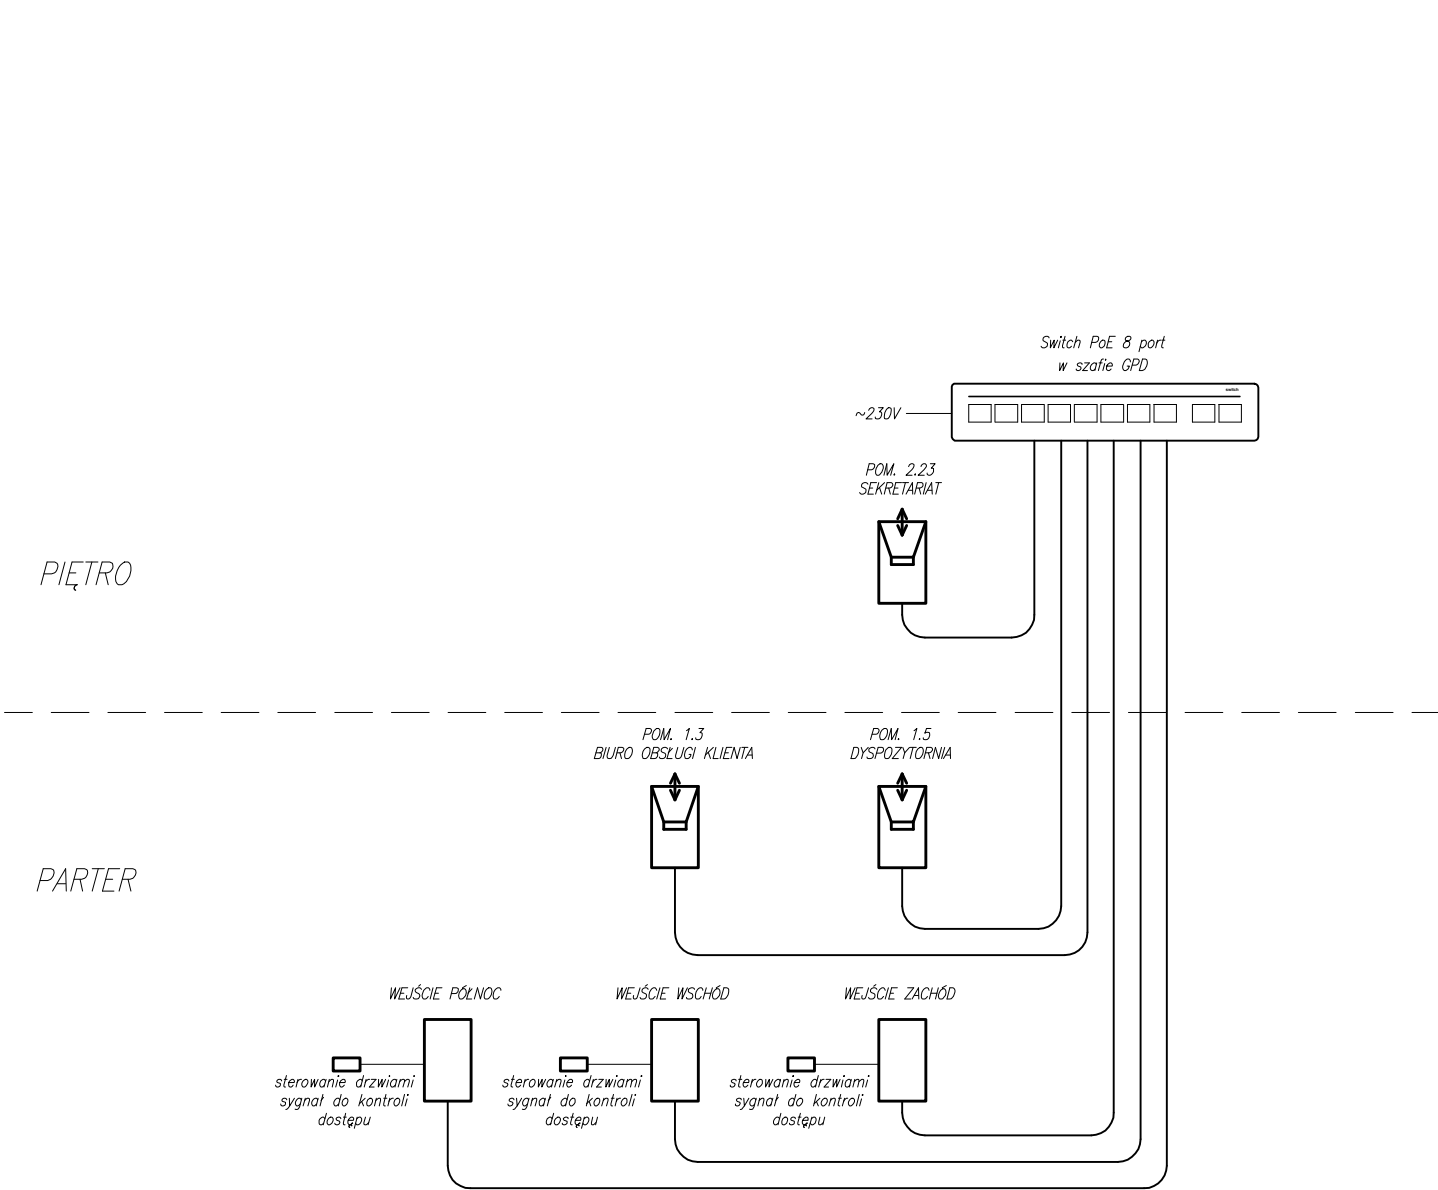 Switch PoE 8 port
w szafie GPD
switch
~230V
POM. 2.23
SEKRETARIAT
PIĘTRO
POM. 1.3
BIURO OBSŁUGI KLIENTA
POM. 1.5
DYSPOZYTORNIA
PARTER
WEJŚCIE PÓŁNOC
WEJŚCIE WSCHÓD
WEJŚCIE ZACHÓD
sterowanie drzwiami
sygnał do kontroli
dostępu
sterowanie drzwiami
sygnał do kontroli
dostępu
sterowanie drzwiami
sygnał do kontroli
dostępu